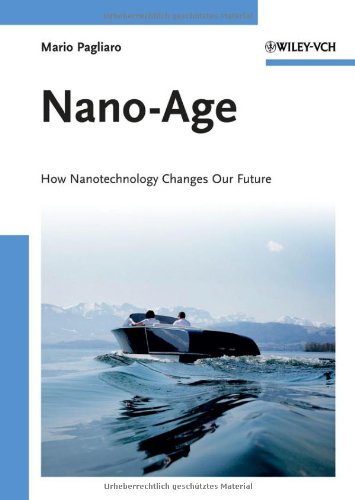 Urheberrechtlich geschütztes Material
Mario Pagliaro
WILEY-VCH
Nano-Age
How Nanotechnology Changes Our Future
Urheberrechtlich geschütztes Material